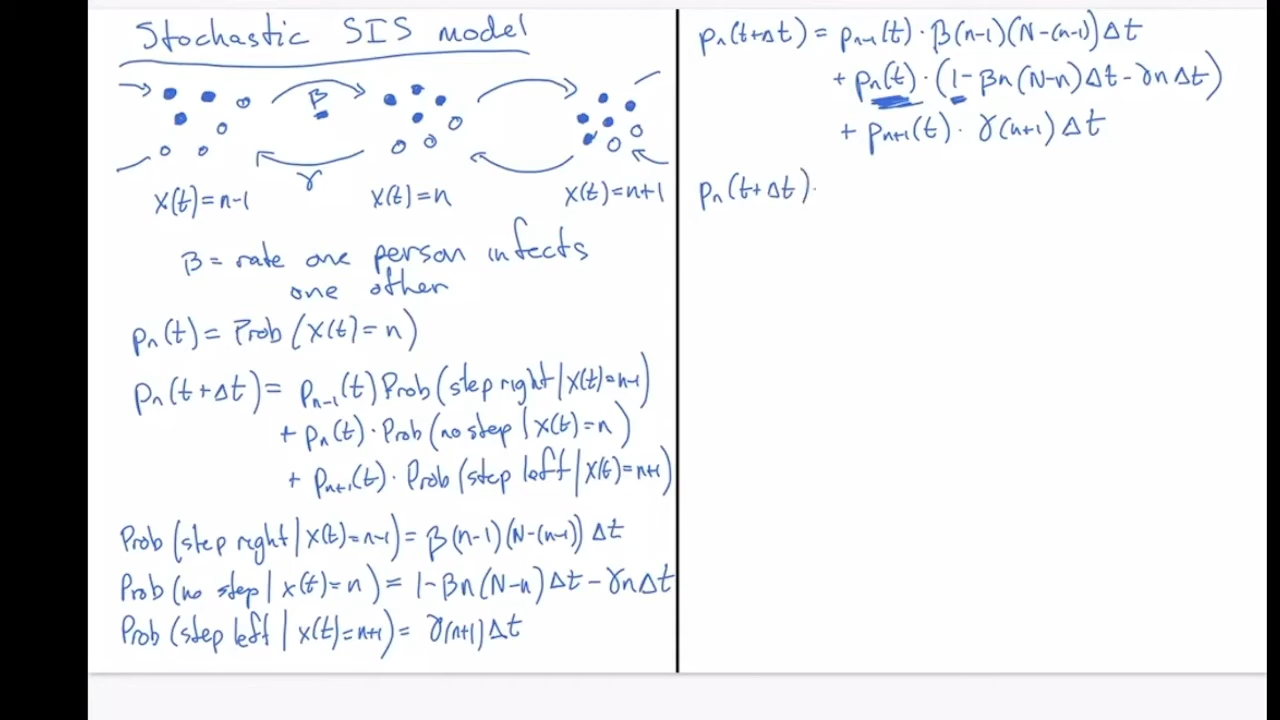 Stochastic SIS model
β
γ
X(t)=n-1 X(t)=n X(t)=n+1
β = rate one person infects
one other
pₙ(t) = Prob(X(t)=n)
pₙ(t+Δt) = pₙ₋₁(t) Prob(step right | X(t)=n-1)
+ pₙ(t)·Prob(no step | X(t)=n)
+ pₙ₊₁(t)·Prob(step left | X(t)=n+1)
Prob(step right | X(t)=n-1) = β(n-1)(N-(n-1))Δt
Prob(no step | X(t)=n) = 1-βn(N-n)Δt-γnΔt
Prob(step left | X(t)=n+1) = γ(n+1)Δt
pₙ(t+Δt) = pₙ₋₁(t)·β(n-1)(N-(n-1))Δt
+ pₙ(t)·(1-βn(N-n)Δt-γnΔt)
+ pₙ₊₁(t)·γ(n+1)Δt
pₙ(t+Δt)